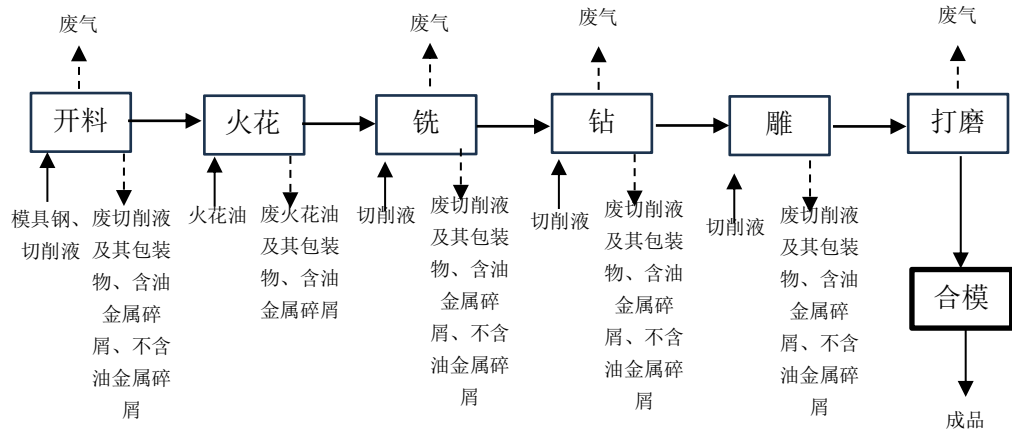 废气
废气
废气
废气
开料
火花
铣
钻
雕
打磨
模具钢、
切削液
废切削液
及其包装
物、含油
金属碎
屑、不含
油金属碎
屑
火花油
废火花油
及其包装
物、含油
金属碎屑
切削液
废切削液
及其包装
物、含油
金属碎
屑、不含
油金属碎
屑
切削液
废切削液
及其包装
物、含油
金属碎
屑、不含
油金属碎
屑
切削液
废切削液
及其包装
物、含油
金属碎
屑、不含
油金属碎
屑
合模
成品